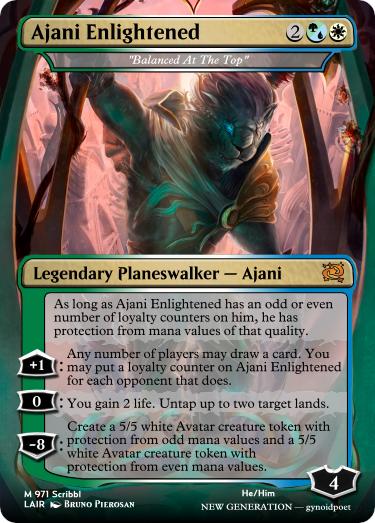 Ajani Enlightened 2
"Balanced At The Top"
Legendary Planeswalker — Ajani
As long as Ajani Enlightened has an odd or even
number of loyalty counters on him, he has
protection from mana values of that quality.
+1: Any number of players may draw a card. You
may put a loyalty counter on Ajani Enlightened
for each opponent that does.
0: You gain 2 life. Untap up to two target lands.
-8: Create a 5/5 white Avatar creature token with
protection from odd mana values and a 5/5
white Avatar creature token with
protection from even mana values.
4
M 971 Scribbl He/Him
LAIR BRUNO PIEROSAN NEW GENERATION — gynoidpoet